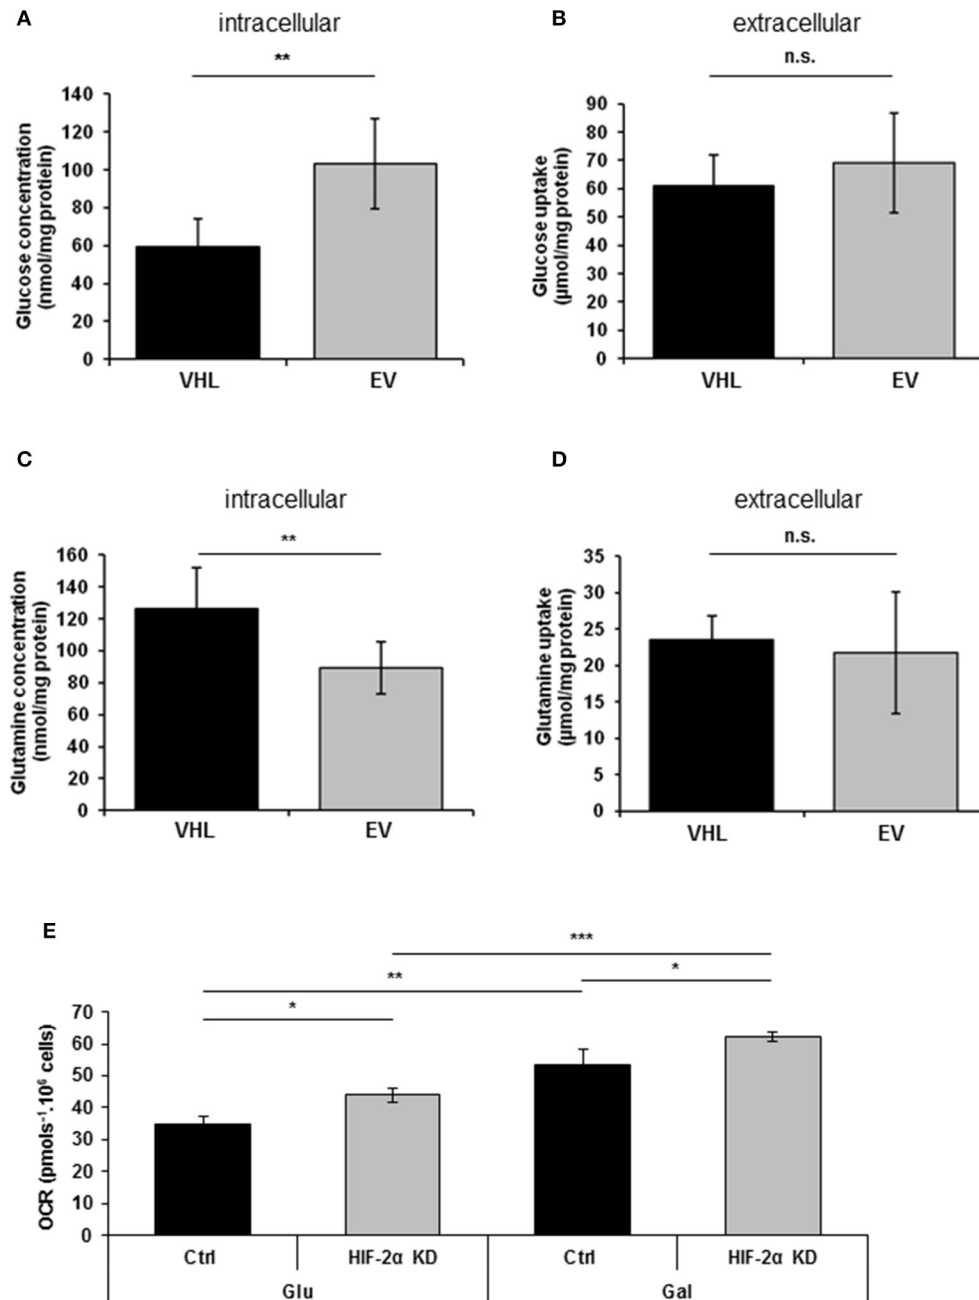 A
intracellular
**
Glucose concentration
(nmol/mg protiein)
140
120
100
80
60
40
20
0
VHL EV
B
extracellular
n.s.
Glucose uptake
(µmol/mg protein)
90
80
70
60
50
40
30
20
10
0
VHL EV
C
intracellular
**
Glutamine concentration
(nmol/mg protein)
160
140
120
100
80
60
40
20
0
VHL EV
D
extracellular
n.s.
Glutamine uptake
(µmol/mg protein)
35
30
25
20
15
10
5
0
VHL EV
E
***
** *
*
OCR (pmols⁻¹.10⁶ cells)
70
60
50
40
30
20
10
0
Ctrl HIF-2α KD Ctrl HIF-2α KD
Glu Gal